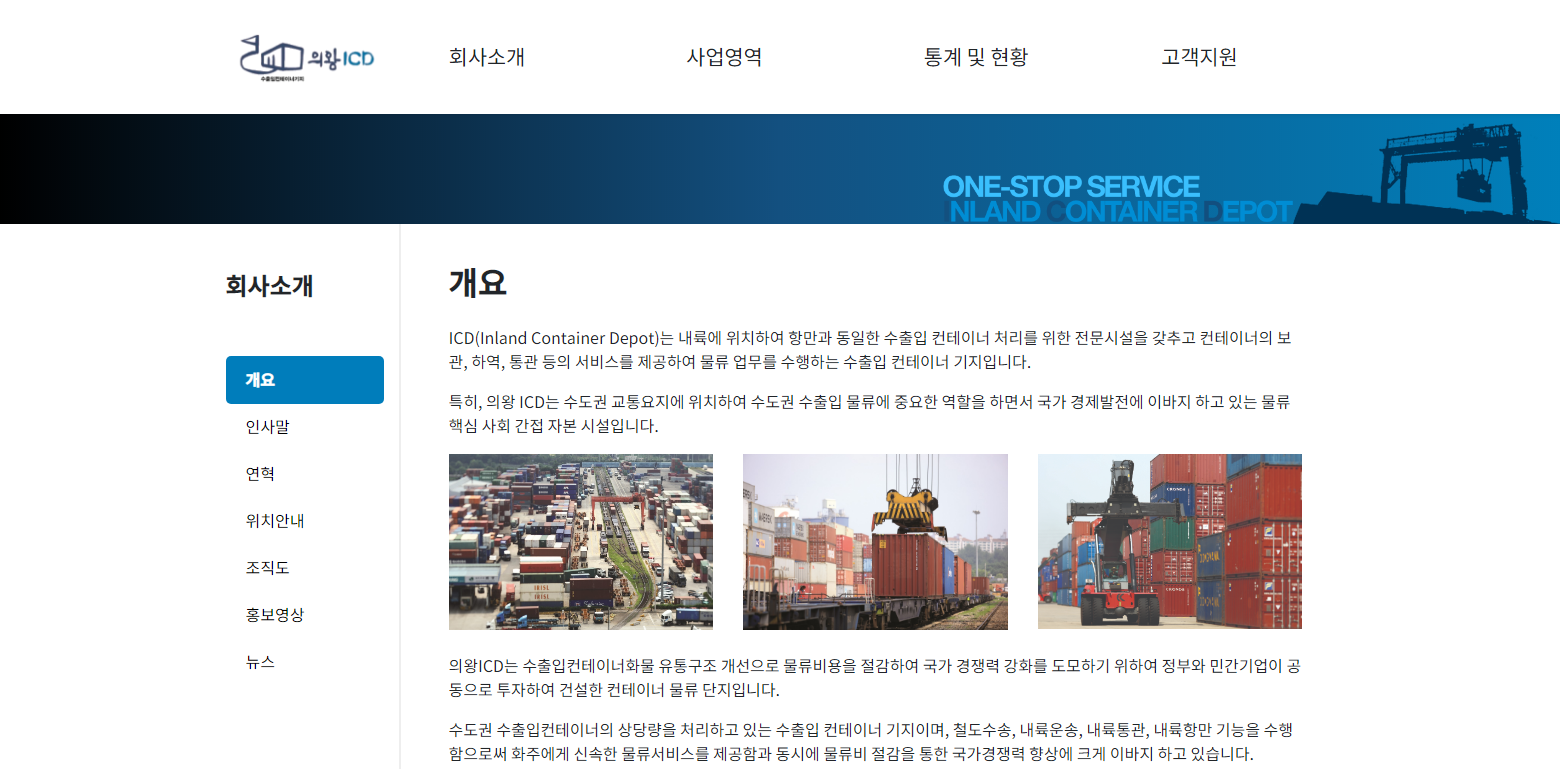 의왕ICD
수출입컨테이너기지
회사소개
사업영역
통계 및 현황
고객지원
ONE-STOP SERVICE
INLAND CONTAINER DEPOT
회사소개
개요
인사말
연혁
위치안내
조직도
홍보영상
뉴스
개요
ICD(Inland Container Depot)는 내륙에 위치하여 항만과 동일한 수출입 컨테이너 처리를 위한 전문시설을 갖추고 컨테이너의 보
관, 하역, 통관 등의 서비스를 제공하여 물류 업무를 수행하는 수출입 컨테이너 기지입니다.
특히, 의왕 ICD는 수도권 교통요지에 위치하여 수도권 수출입 물류에 중요한 역할을 하면서 국가 경제발전에 이바지 하고 있는 물류
핵심 사회 간접 자본 시설입니다.
의왕ICD는 수출입컨테이너화물 유통구조 개선으로 물류비용을 절감하여 국가 경쟁력 강화를 도모하기 위하여 정부와 민간기업이 공
동으로 투자하여 건설한 컨테이너 물류 단지입니다.
수도권 수출입컨테이너의 상당량을 처리하고 있는 수출입 컨테이너 기지이며, 철도수송, 내륙운송, 내륙통관, 내륙항만 기능을 수행
함으로써 화주에게 신속한 물류서비스를 제공함과 동시에 물류비 절감을 통한 국가경쟁력 향상에 크게 이바지 하고 있습니다.